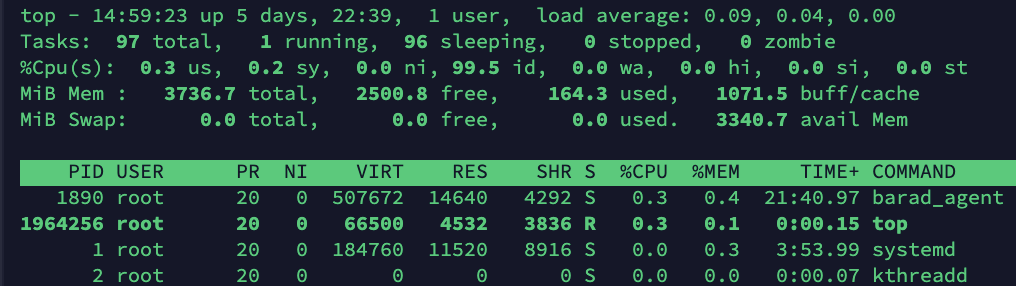 top - 14:59:23 up 5 days, 22:39,  1 user,  load average: 0.09, 0.04, 0.00
Tasks:  97 total,   1 running,  96 sleeping,   0 stopped,   0 zombie
%Cpu(s):  0.3 us,  0.2 sy,  0.0 ni, 99.5 id,  0.0 wa,  0.0 hi,  0.0 si,  0.0 st
MiB Mem :   3736.7 total,   2500.8 free,    164.3 used,   1071.5 buff/cache
MiB Swap:      0.0 total,      0.0 free,      0.0 used.   3340.7 avail Mem
    PID USER      PR  NI    VIRT    RES    SHR S  %CPU  %MEM     TIME+ COMMAND
   1890 root      20   0  507672  14640   4292 S   0.3   0.4  21:40.97 barad_agent
1964256 root      20   0   66500   4532   3836 R   0.3   0.1   0:00.15 top
      1 root      20   0  184760  11520   8916 S   0.0   0.3   3:53.99 systemd
      2 root      20   0       0      0      0 S   0.0   0.0   0:00.07 kthreadd